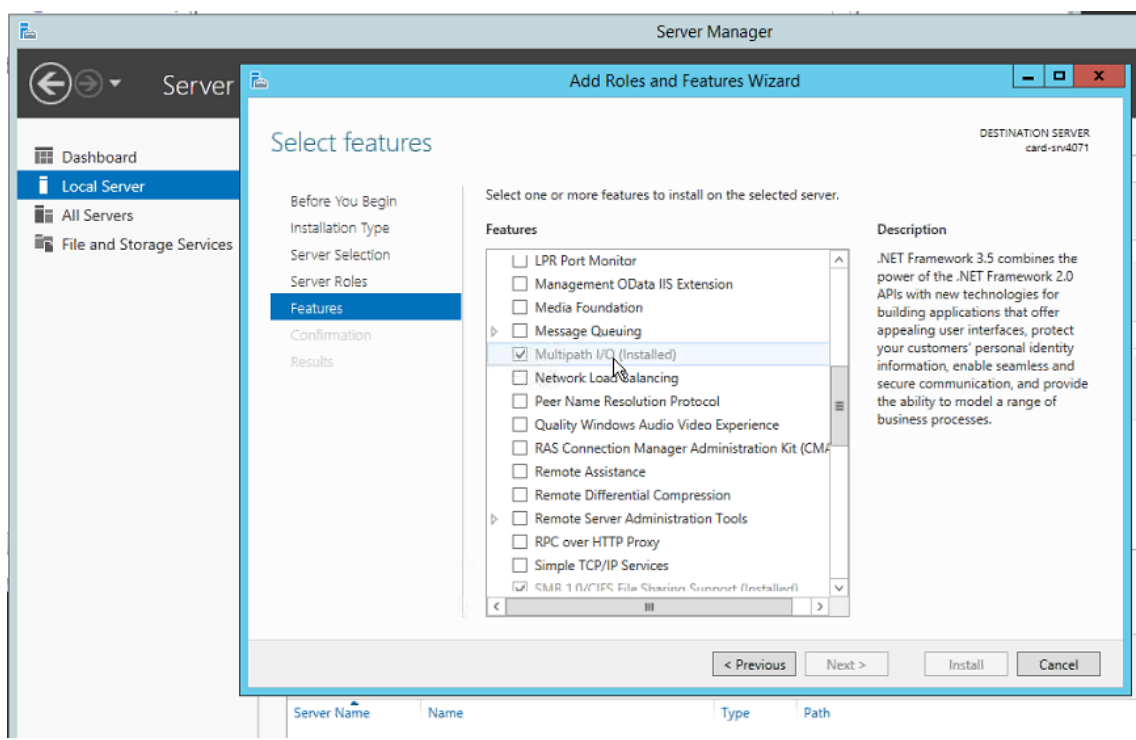 Server Manager
Server
Add Roles and Features Wizard
Dashboard
Local Server
All Servers
File and Storage Services
Select features
DESTINATION SERVER
card-srv4071
Before You Begin
Installation Type
Server Selection
Server Roles
Features
Confirmation
Results
Select one or more features to install on the selected server.
Features
LPR Port Monitor
Management OData IIS Extension
Media Foundation
Message Queuing
Multipath I/O (Installed)
Network Load Balancing
Peer Name Resolution Protocol
Quality Windows Audio Video Experience
RAS Connection Manager Administration Kit (CMA
Remote Assistance
Remote Differential Compression
Remote Server Administration Tools
RPC over HTTP Proxy
Simple TCP/IP Services
SMB 1.0/CIFS File Sharing Support (Installed)
Description
.NET Framework 3.5 combines the
power of the .NET Framework 2.0
APIs with new technologies for
building applications that offer
appealing user interfaces, protect
your customers' personal identity
information, enable seamless and
secure communication, and provide
the ability to model a range of
business processes.
< Previous
Next >
Install
Cancel
Server Name
Name
Type
Path